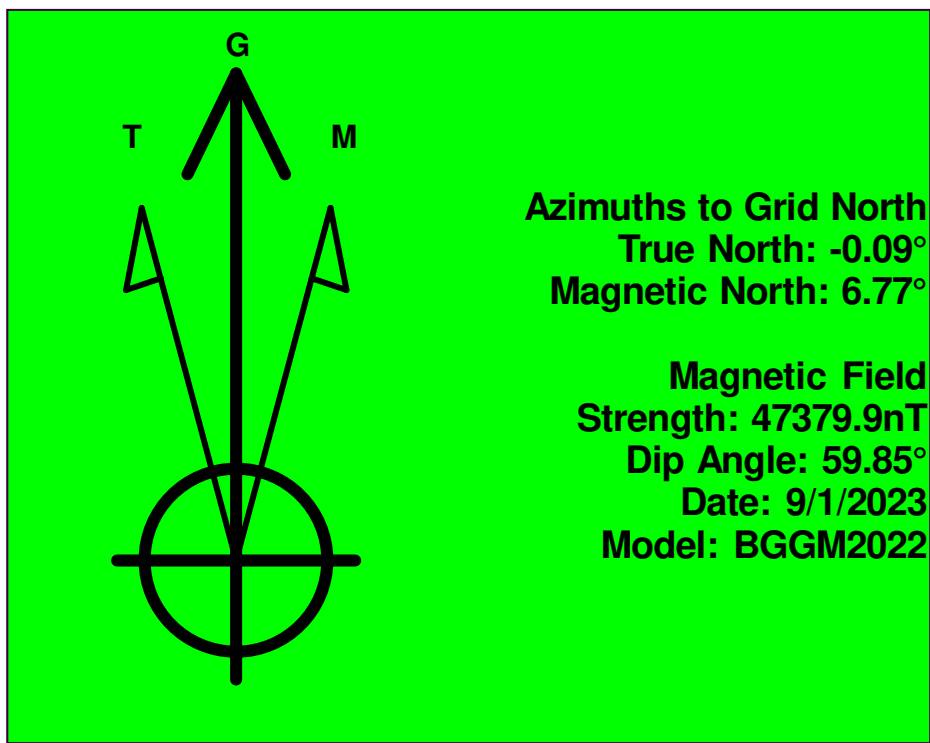 G
T
M
Azimuths to Grid North
True North: -0.09°
Magnetic North: 6.77°
Magnetic Field
Strength: 47379.9nT
Dip Angle: 59.85°
Date: 9/1/2023
Model: BGGM2022